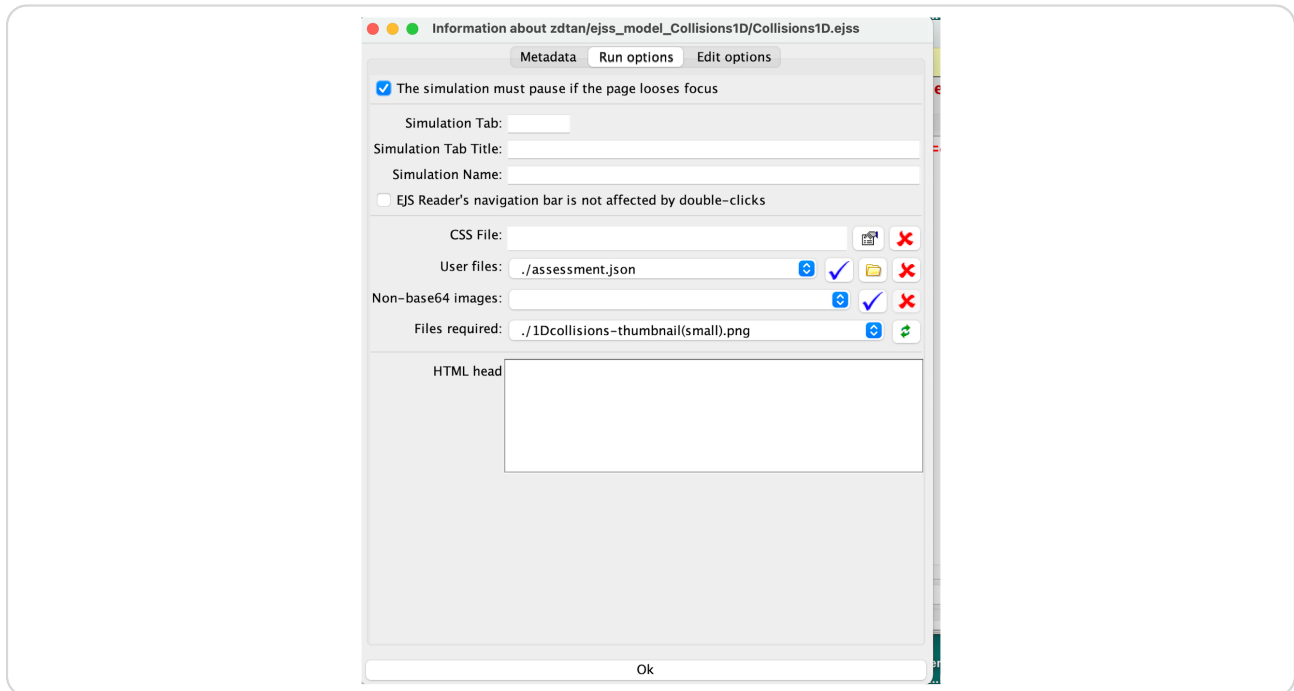 Information about zdtan/ejss_model_Collisions1D/Collisions1D.ejss
Metadata Run options Edit options
The simulation must pause if the page looses focus
Simulation Tab:
Simulation Tab Title:
Simulation Name:
EJS Reader's navigation bar is not affected by double-clicks
CSS File:
User files: ./assessment.json
Non-base64 images:
Files required: ./1Dcollisions-thumbnail(small).png
HTML head
Ok